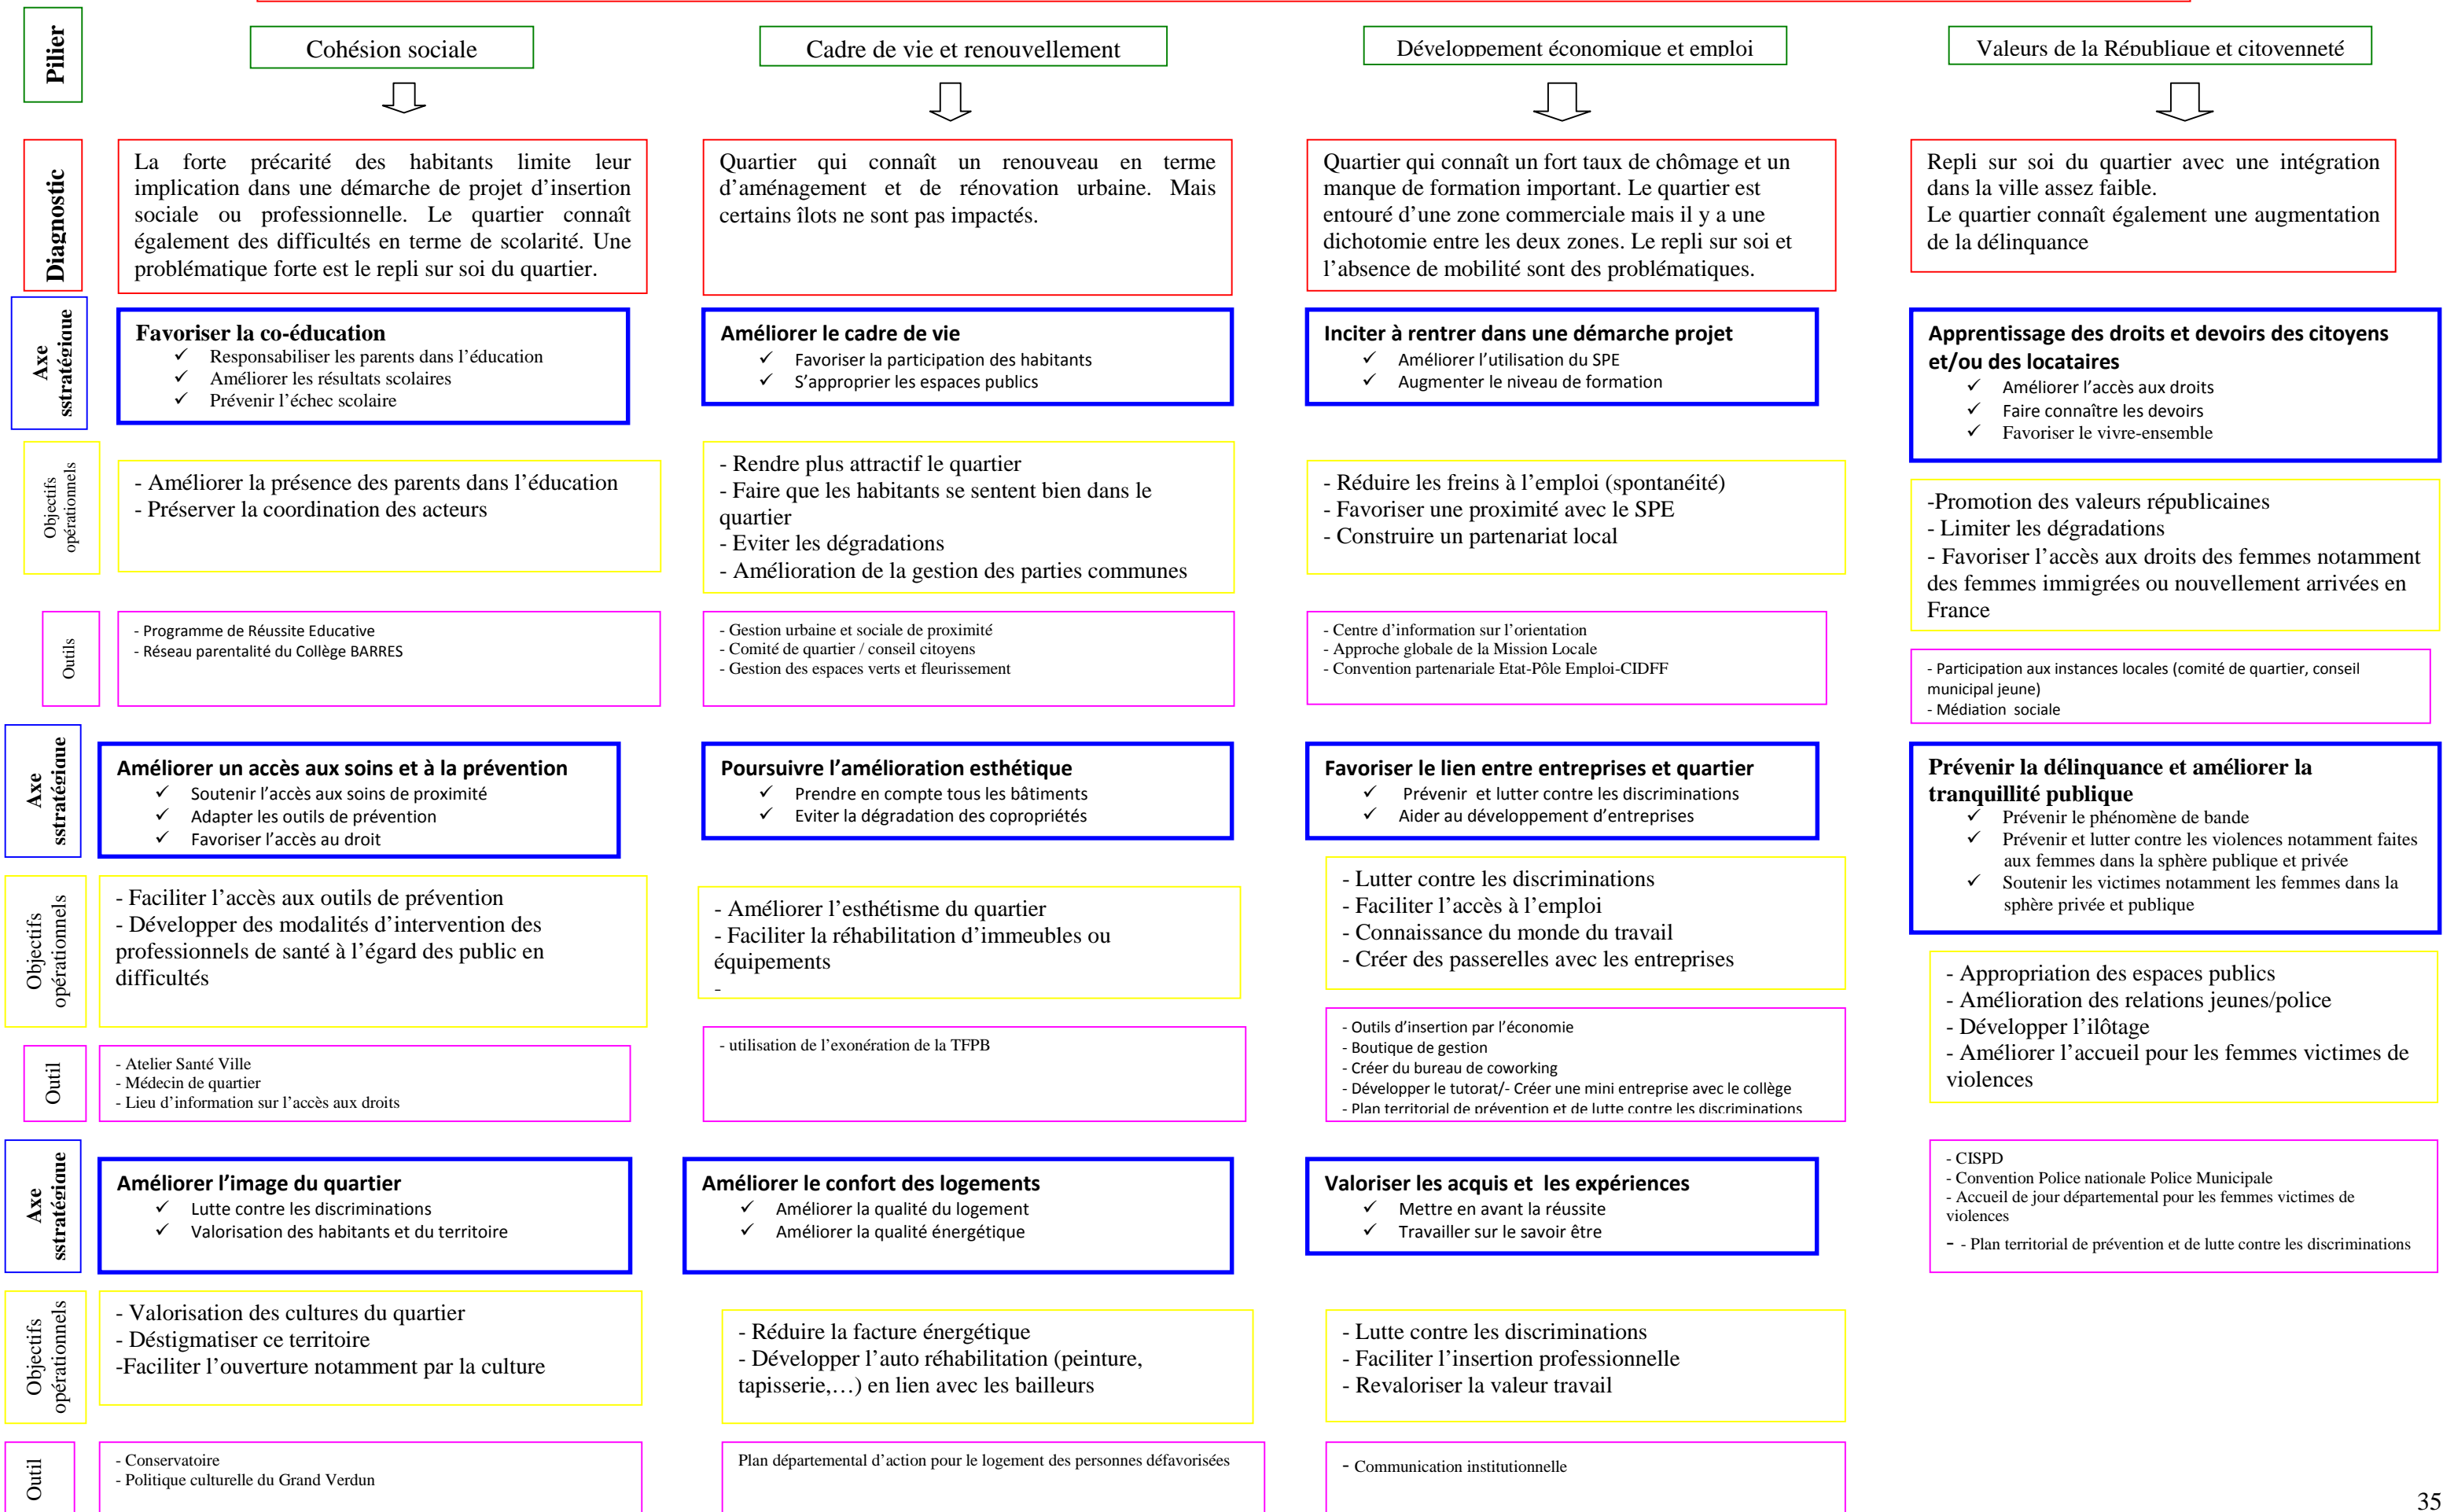 Pilier
Cohésion sociale
Cadre de vie et renouvellement
Développement économique et emploi
Valeurs de la République et citoyenneté
Diagnostic
La forte précarité des habitants limite leur
implication dans une démarche de projet d’insertion
sociale ou professionnelle. Le quartier connaît
également des difficultés en terme de scolarité. Une
problématique forte est le repli sur soi du quartier.
Quartier qui connaît un renouveau en terme
d’aménagement et de rénovation urbaine. Mais
certains îlots ne sont pas impactés.
Quartier qui connaît un fort taux de chômage et un
manque de formation important. Le quartier est
entouré d’une zone commerciale mais il y a une
dichotomie entre les deux zones. Le repli sur soi et
l’absence de mobilité sont des problématiques.
Repli sur soi du quartier avec une intégration
dans la ville assez faible.
Le quartier connaît également une augmentation
de la délinquance
Axe
sstratégique
Favoriser la co-éducation
✓ Responsabiliser les parents dans l’éducation
✓ Améliorer les résultats scolaires
✓ Prévenir l’échec scolaire
Améliorer le cadre de vie
✓ Favoriser la participation des habitants
✓ S’approprier les espaces publics
Inciter à rentrer dans une démarche projet
✓ Améliorer l’utilisation du SPE
✓ Augmenter le niveau de formation
Apprentissage des droits et devoirs des citoyens
et/ou des locataires
✓ Améliorer l’accès aux droits
✓ Faire connaître les devoirs
✓ Favoriser le vivre-ensemble
Objectifs
opérationnels
- Améliorer la présence des parents dans l’éducation
- Préserver la coordination des acteurs
- Rendre plus attractif le quartier
- Faire que les habitants se sentent bien dans le
quartier
- Eviter les dégradations
- Amélioration de la gestion des parties communes
- Réduire les freins à l’emploi (spontanéité)
- Favoriser une proximité avec le SPE
- Construire un partenariat local
-Promotion des valeurs républicaines
- Limiter les dégradations
- Favoriser l’accès aux droits des femmes notamment
des femmes immigrées ou nouvellement arrivées en
France
Outils
- Programme de Réussite Educative
- Réseau parentalité du Collège BARRES
- Gestion urbaine et sociale de proximité
- Comité de quartier / conseil citoyens
- Gestion des espaces verts et fleurissement
- Centre d’information sur l’orientation
- Approche globale de la Mission Locale
- Convention partenariale Etat-Pôle Emploi-CIDFF
- Participation aux instances locales (comité de quartier, conseil
municipal jeune)
- Médiation sociale
Axe
sstratégique
Améliorer un accès aux soins et à la prévention
✓ Soutenir l’accès aux soins de proximité
✓ Adapter les outils de prévention
✓ Favoriser l’accès au droit
Poursuivre l’amélioration esthétique
✓ Prendre en compte tous les bâtiments
✓ Eviter la dégradation des copropriétés
Favoriser le lien entre entreprises et quartier
✓ Prévenir et lutter contre les discriminations
✓ Aider au développement d’entreprises
Prévenir la délinquance et améliorer la
tranquillité publique
✓ Prévenir le phénomène de bande
✓ Prévenir et lutter contre les violences notamment faites
aux femmes dans la sphère publique et privée
✓ Soutenir les victimes notamment les femmes dans la
sphère privée et publique
Objectifs
opérationnels
- Faciliter l’accès aux outils de prévention
- Développer des modalités d’intervention des
professionnels de santé à l’égard des public en
difficultés
- Améliorer l’esthétisme du quartier
- Faciliter la réhabilitation d’immeubles ou
équipements
-
- Lutter contre les discriminations
- Faciliter l’accès à l’emploi
- Connaissance du monde du travail
- Créer des passerelles avec les entreprises
- Appropriation des espaces publics
- Amélioration des relations jeunes/police
- Développer l’ilôtage
- Améliorer l’accueil pour les femmes victimes de
violences
Outil
- Atelier Santé Ville
- Médecin de quartier
- Lieu d’information sur l’accès aux droits
- utilisation de l’exonération de la TFPB
- Outils d’insertion par l’économie
- Boutique de gestion
- Créer du bureau de coworking
- Développer le tutorat/- Créer une mini entreprise avec le collège
- Plan territorial de prévention et de lutte contre les discriminations
- CISPD
- Convention Police nationale Police Municipale
- Accueil de jour départemental pour les femmes victimes de
violences
- - Plan territorial de prévention et de lutte contre les discriminations
Axe
sstratégique
Améliorer l’image du quartier
✓ Lutte contre les discriminations
✓ Valorisation des habitants et du territoire
Améliorer le confort des logements
✓ Améliorer la qualité du logement
✓ Améliorer la qualité énergétique
Valoriser les acquis et les expériences
✓ Mettre en avant la réussite
✓ Travailler sur le savoir être
Objectifs
opérationnels
- Valorisation des cultures du quartier
- Déstigmatiser ce territoire
-Faciliter l’ouverture notamment par la culture
- Réduire la facture énergétique
- Développer l’auto réhabilitation (peinture,
tapisserie,…) en lien avec les bailleurs
- Lutte contre les discriminations
- Faciliter l’insertion professionnelle
- Revaloriser la valeur travail
Outil
- Conservatoire
- Politique culturelle du Grand Verdun
Plan départemental d’action pour le logement des personnes défavorisées
- Communication institutionnelle
35